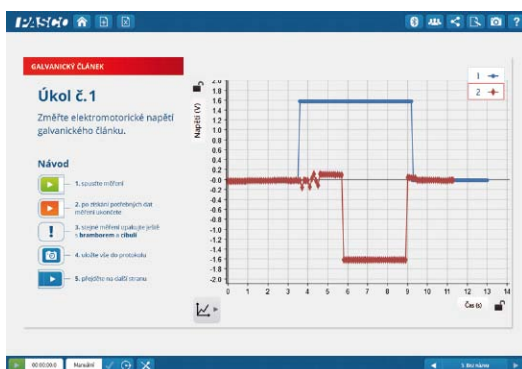 PASCO
GALVANICKÝ ČLÁNEK
Úkol č.1
Změřte elektromotorické napětí
galvanického článku.
Návod
1. spusťte měření
2. po získání potřebných dat
měření ukončete
3. stejné měření opakujte ještě
s bramborem a cibulí
4. uložte vše do protokolu
5. přejděte na další stranu
1
2
Napětí (V)
2.0
1.8
1.6
1.4
1.2
1.0
0.8
0.6
0.4
0.2
-0.0
-0.2
-0.4
-0.6
-0.8
-1.0
-1.2
-1.4
-1.6
-1.8
-2.0
0 1 2 3 4 5 6 7 8 9 10 11 12 13 14
Čas (s)
00:00:00:0 Manuální
5. Bez názvu